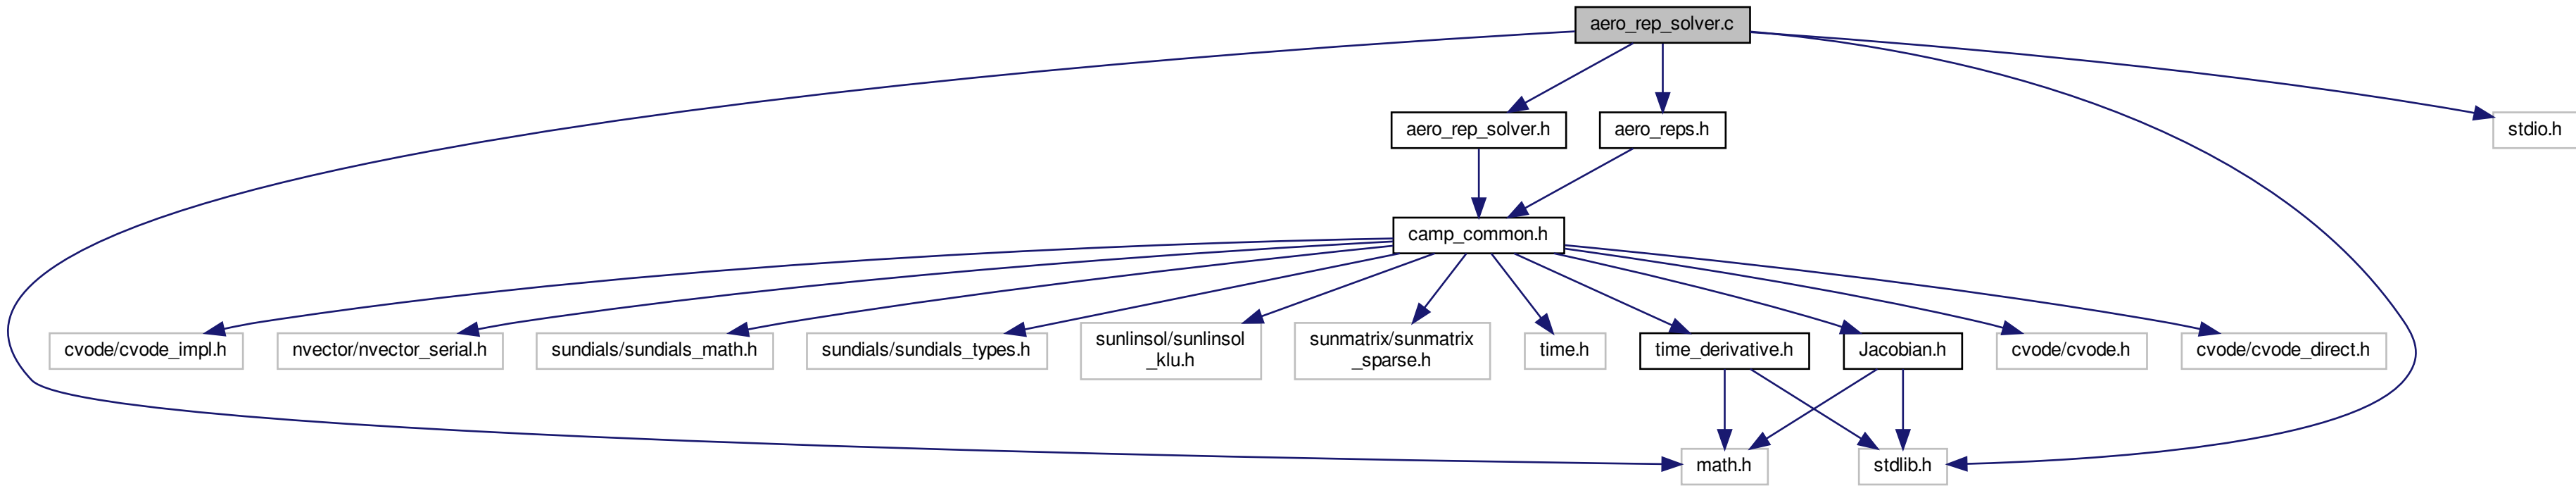 aero_rep_solver.c
aero_rep_solver.h
aero_reps.h
stdio.h
camp_common.h
cvode/cvode_impl.h
nvector/nvector_serial.h
sundials/sundials_math.h
sundials/sundials_types.h
sunlinsol/sunlinsol
_klu.h
sunmatrix/sunmatrix
_sparse.h
time.h
time_derivative.h
Jacobian.h
cvode/cvode.h
cvode/cvode_direct.h
math.h
stdlib.h